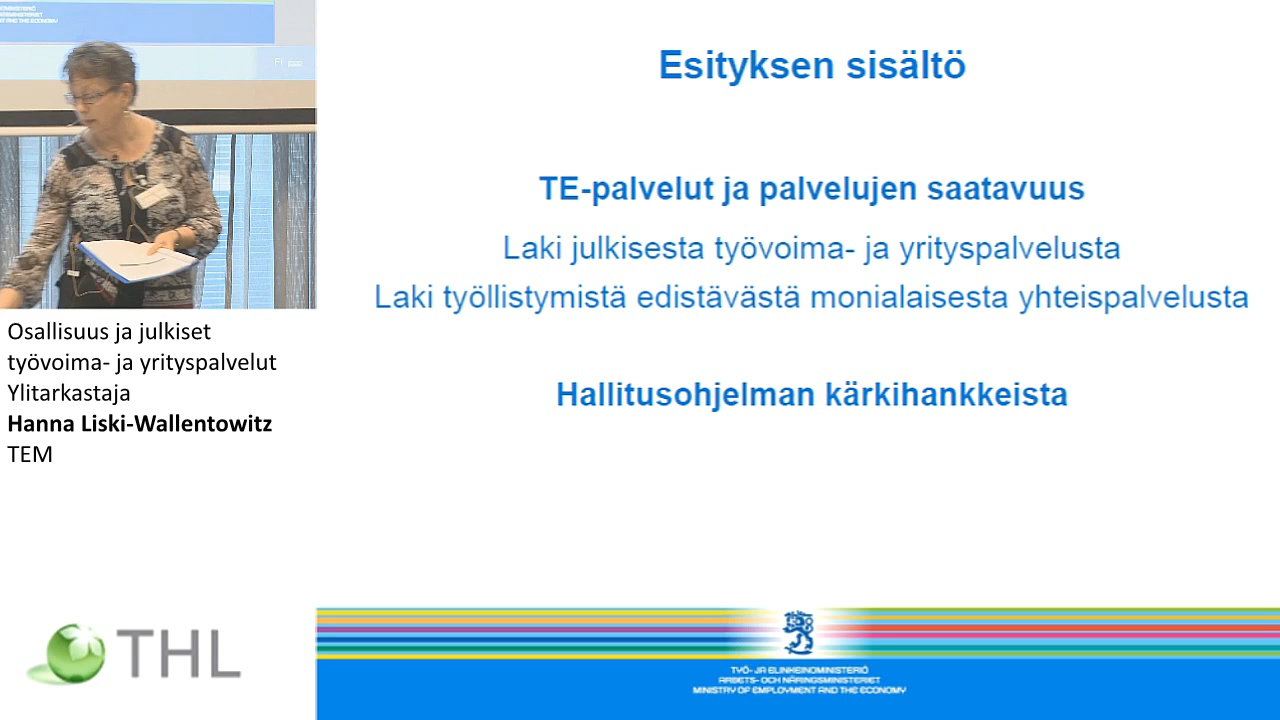 FI
Esityksen sisältö
TE-palvelut ja palvelujen saatavuus
Laki julkisesta työvoima- ja yrityspalvelusta
Laki työllistymistä edistävästä monialaisesta yhteispalvelusta
Hallitusohjelman kärkihankkeista
Osallisuus ja julkiset
työvoima- ja yrityspalvelut
Ylitarkastaja
Hanna Liski-Wallentowitz
TEM
THL
TYÖ- JA ELINKEINOMINISTERIÖ
ARBETS- OCH NÄRINGSMINISTERIET
MINISTRY OF EMPLOYMENT AND THE ECONOMY